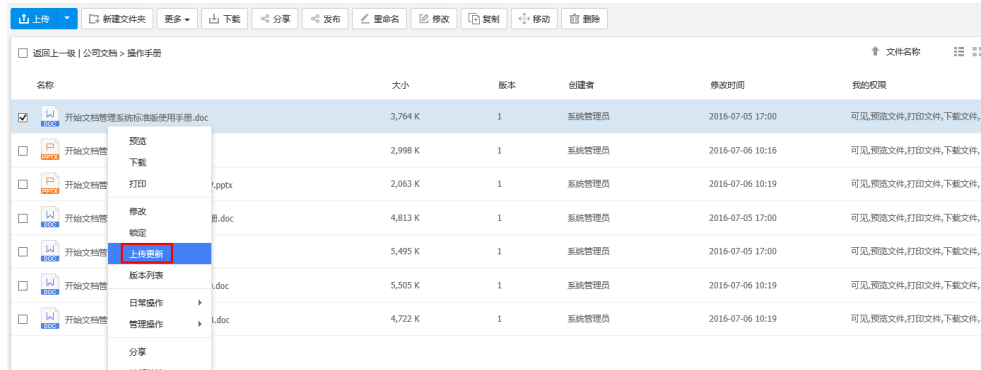 上传 新建文件夹 更多 下载 分享 发布 重命名 修改 复制 移动 删除
返回上一级 | 公司文档 > 操作手册 文件名称
名称 大小 版本 创建者 修改时间 我的权限
DOC 开始文档管理系统标准版使用手册.doc 3,764 K 1 系统管理员 2016-07-05 17:00 可见,预览文件,打印文件,下载文件,
预览
PPTX 开始文档管 2,998 K 1 系统管理员 2016-07-06 10:16 可见,预览文件,打印文件,下载文件,
下载
打印
PPTX 开始文档管 .pptx 2,063 K 1 系统管理员 2016-07-06 10:19 可见,预览文件,打印文件,下载文件,
修改
DOC 开始文档管 册.doc 4,813 K 1 系统管理员 2016-07-05 17:00 可见,预览文件,打印文件,下载文件,
锁定
上传更新
DOC 开始文档管 5,495 K 1 系统管理员 2016-07-05 17:00 可见,预览文件,打印文件,下载文件,
版本列表
DOC 开始文档管 .doc 5,505 K 1 系统管理员 2016-07-06 10:19 可见,预览文件,打印文件,下载文件,
日常操作
DOC 开始文档管 .doc 4,722 K 1 系统管理员 2016-07-06 10:19 可见,预览文件,打印文件,下载文件,
管理操作
分享